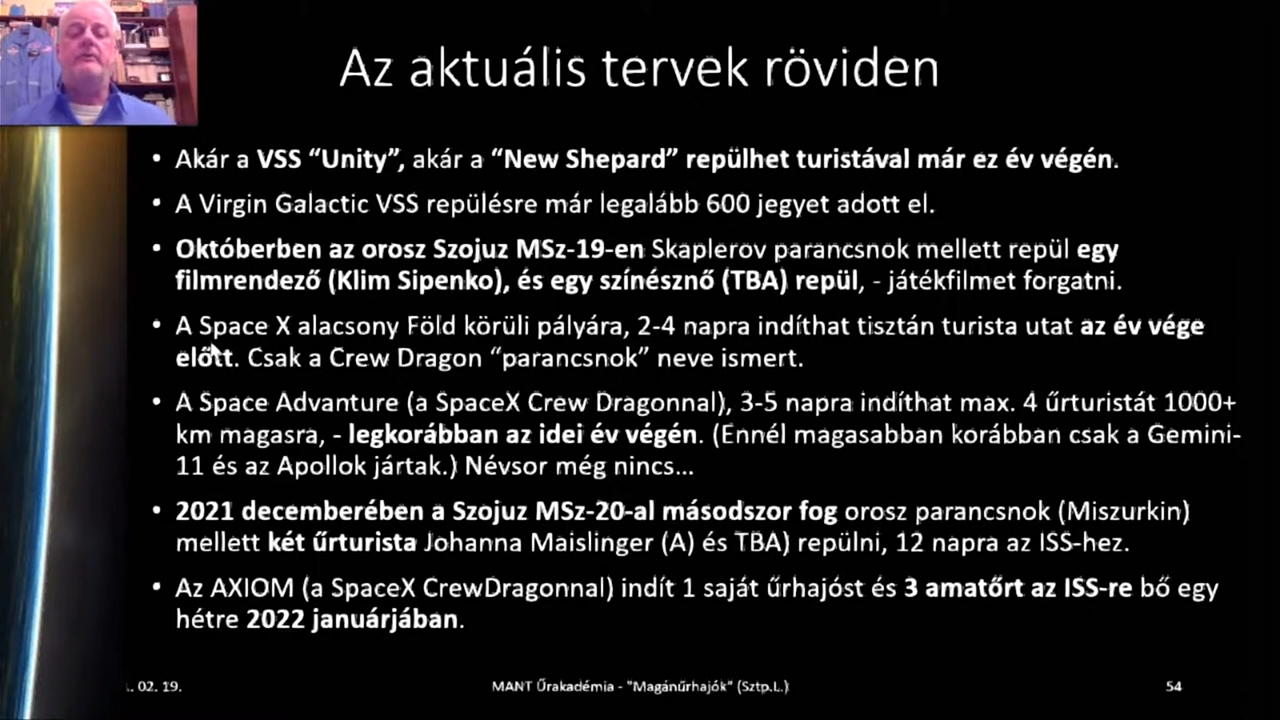 Az aktuális tervek röviden
• Akár a VSS “Unity”, akár a “New Shepard” repülhet turistával már ez év végén.
• A Virgin Galactic VSS repülésre már legalább 600 jegyet adott el.
• Októberben az orosz Szojuz MSz-19-en Skaplerov parancsnok mellett repül egy
filmrendező (Klim Sipenko), és egy színésznő (TBA) repül, - játékfilmet forgatni.
• A Space X alacsony Föld körüli pályára, 2-4 napra indíthat tisztán turista utat az év vége
előtt. Csak a Crew Dragon “parancsnok” neve ismert.
• A Space Advanture (a SpaceX Crew Dragonnal), 3-5 napra indíthat max. 4 űrturistát 1000+
km magasra, - legkorábban az idei év végén. (Ennél magasabban korábban csak a Gemini-
11 és az Apollok jártak.) Névsor még nincs...
• 2021 decemberében a Szojuz MSz-20-al másodszor fog orosz parancsnok (Miszurkin)
mellett két űrturista Johanna Maislinger (A) és TBA) repülni, 12 napra az ISS-hez.
• Az AXIOM (a SpaceX CrewDragonnal) indít 1 saját űrhajóst és 3 amatőrt az ISS-re bő egy
hétre 2022 januárjában.
. 02. 19.
MANT Űrakadémia - "Magánűrhajók" (Sztp.L.)
54